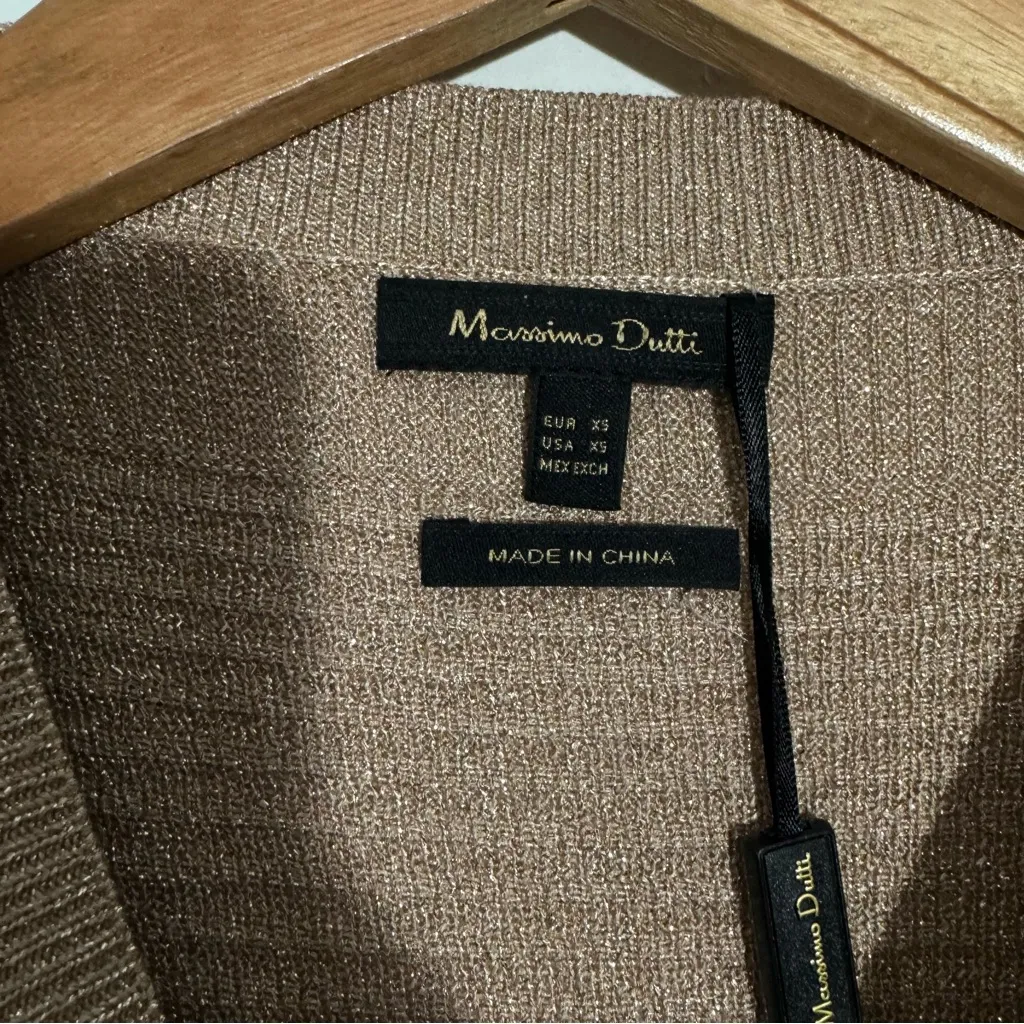 Massimo Dutti
EUR XS
USA XS
MEX EXCH
MADE IN CHINA
Massimo Dutti